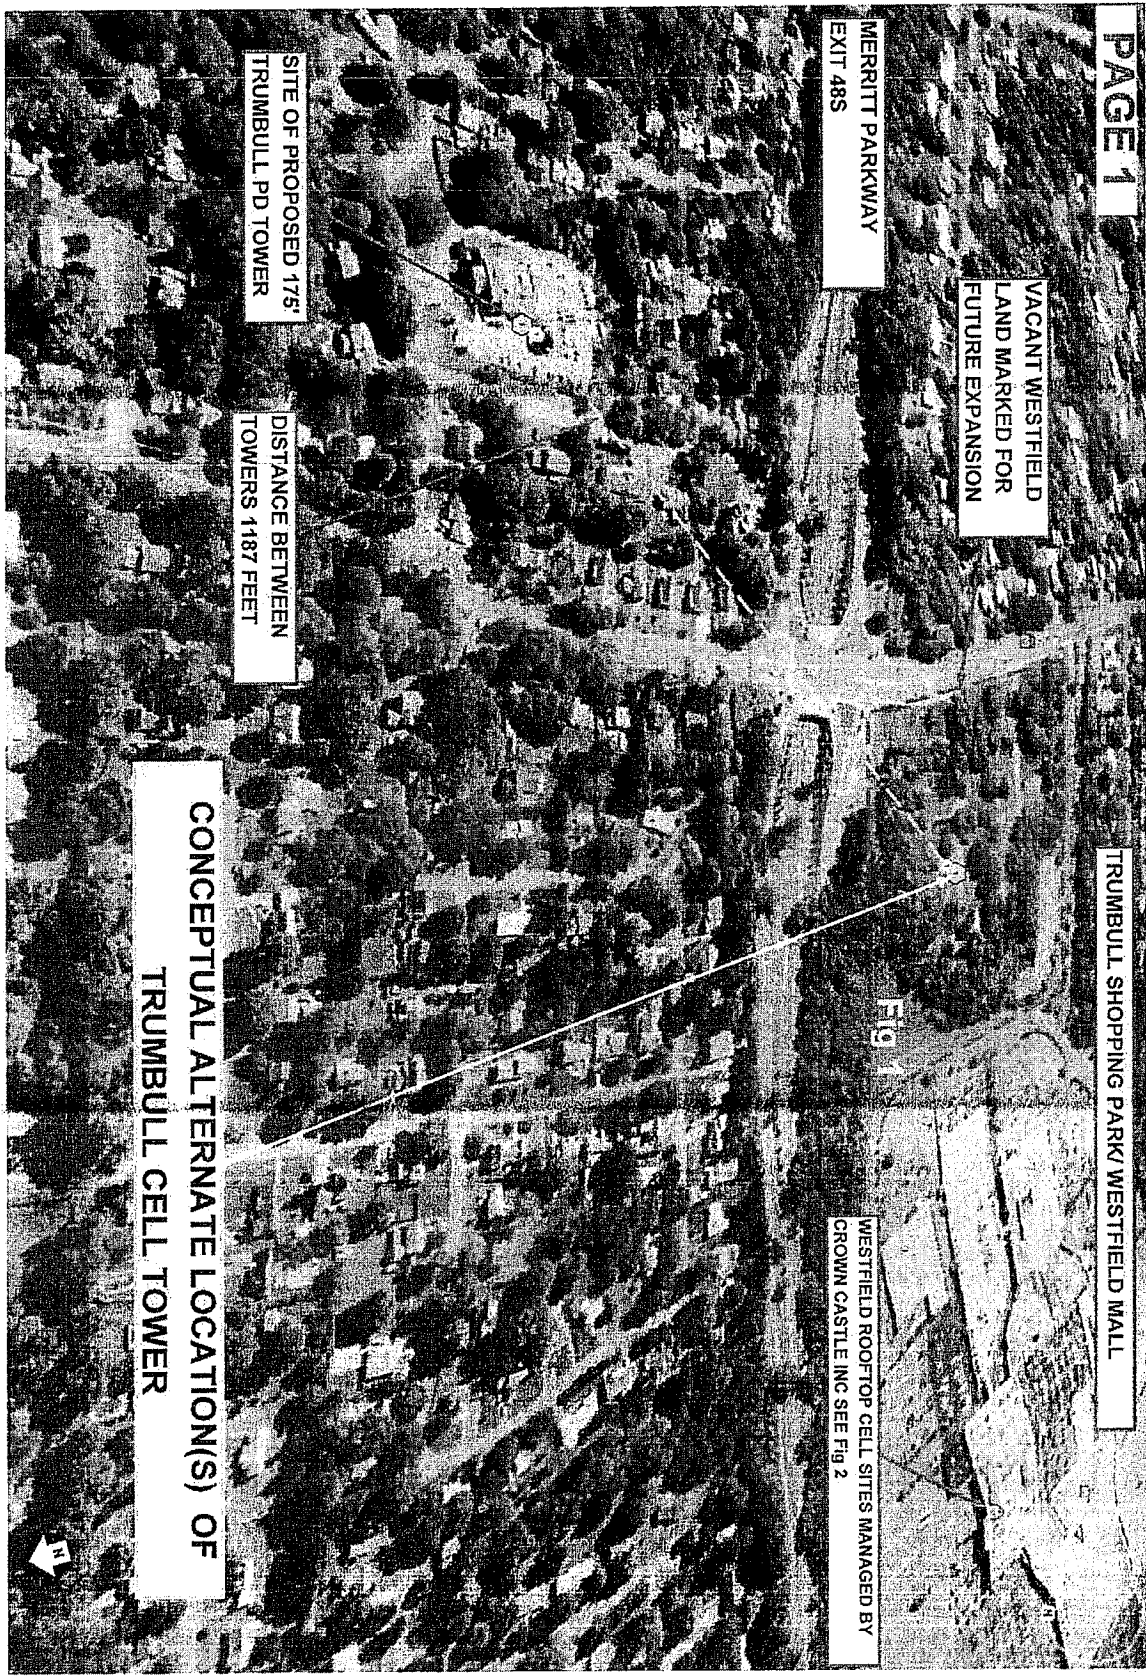 PAGE 1
TRUMBULL SHOPPING PARK/ WESTFIELD MALL
VACANT WESTFIELD
LAND MARKED FOR
FUTURE EXPANSION
MERRITT PARKWAY
EXIT 48S
Fig 1
WESTFIELD ROOFTOP CELL SITES MANAGED BY
CROWN CASTLE INC SEE Fig 2
SITE OF PROPOSED 175'
TRUMBULL PD TOWER
DISTANCE BETWEEN
TOWERS 1187 FEET
CONCEPTUAL ALTERNATE LOCATION(S) OF
TRUMBULL CELL TOWER
N